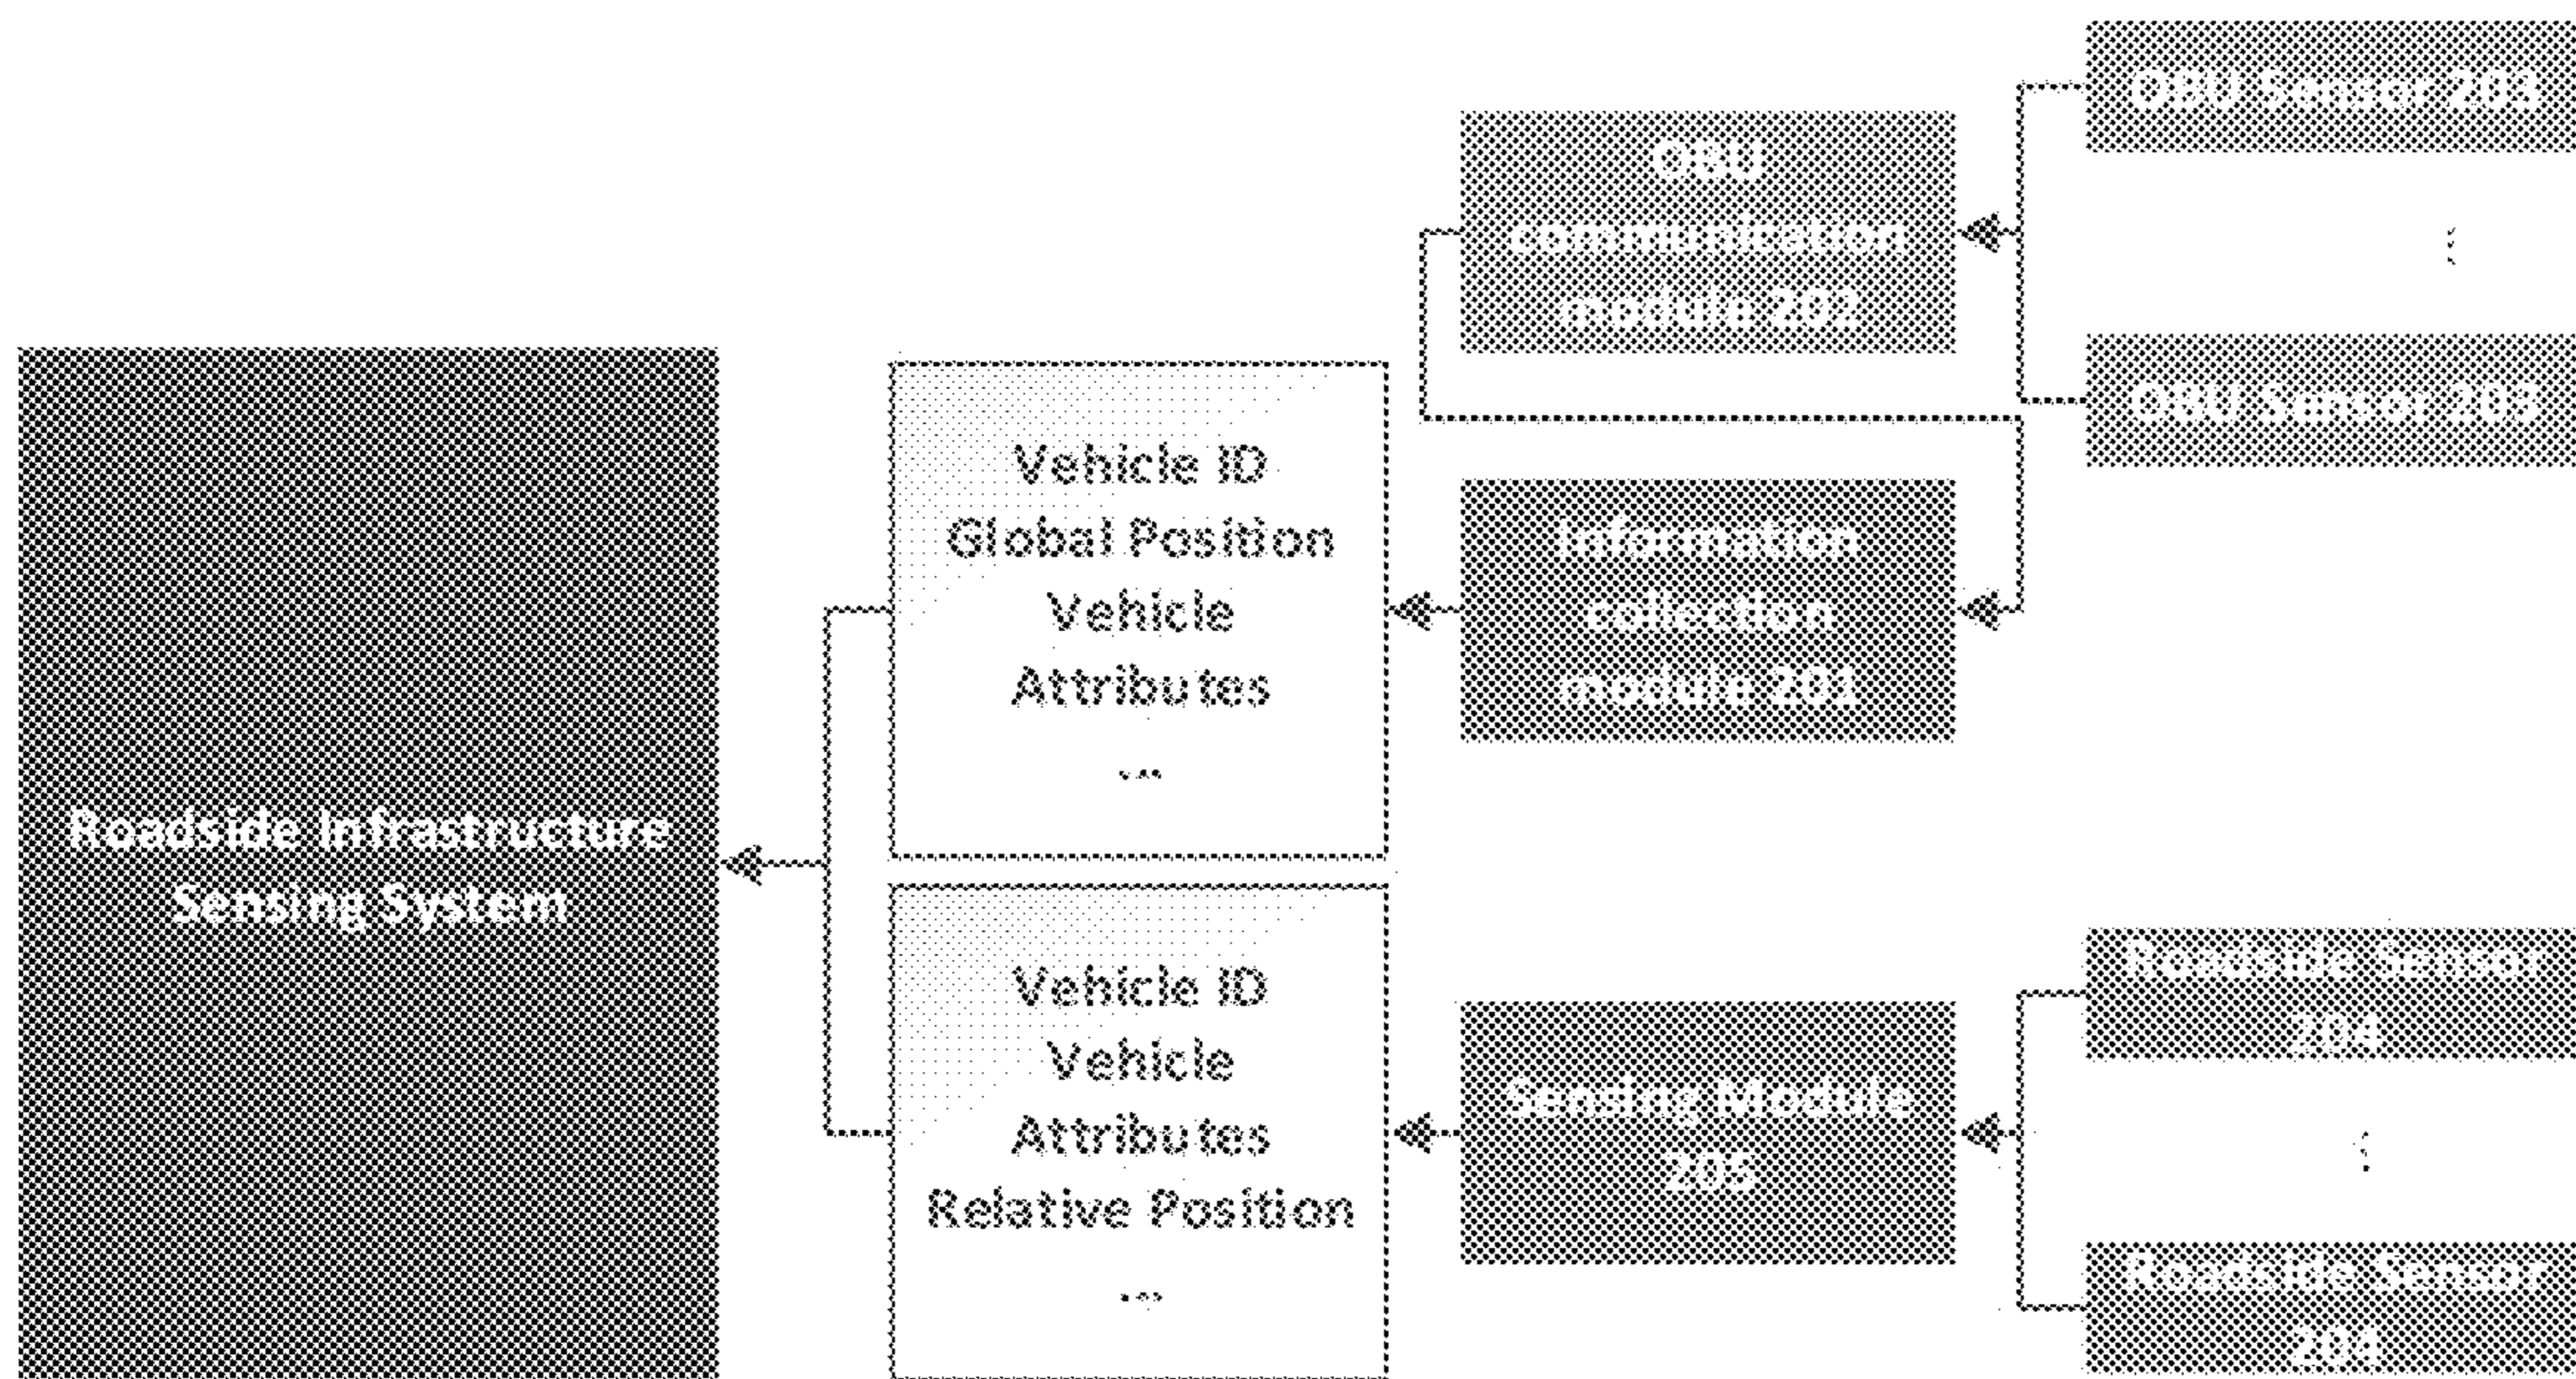 OBU Sensor 203
OBU
communication
module 202
OBU Sensor 203
Vehicle ID
Global Position
Vehicle
Attributes
...
Information
collection
module 201
Roadside Infrastructure
Sensing System
Vehicle ID
Vehicle
Attributes
Relative Position
...
Sensing Module
205
Roadside Sensor
204
Roadside Sensor
204